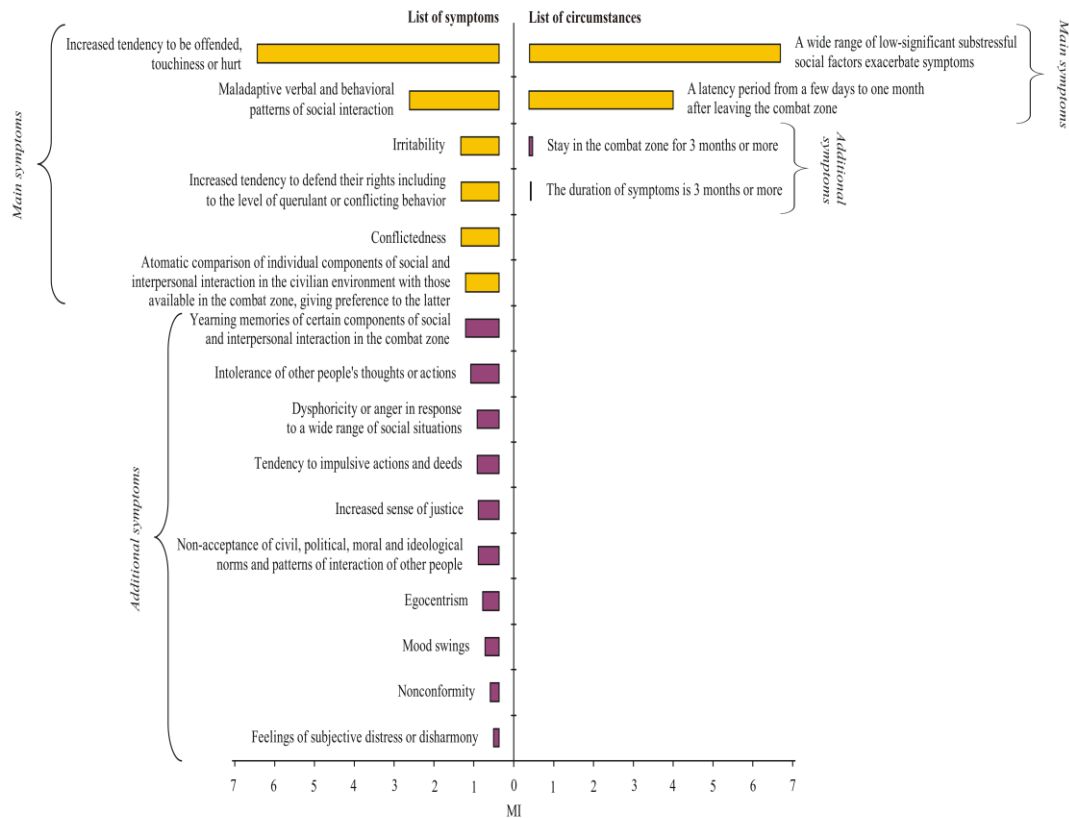 List of symptoms
List of circumstances
Main symptoms
Increased tendency to be offended,
touchiness or hurt
Maladaptive verbal and behavioral
patterns of social interaction
Irritability
Increased tendency to defend their rights including
to the level of querulant or conflicting behavior
Conflictedness
Atomatic comparison of individual components of social and
interpersonal interaction in the civilian environment with those
available in the combat zone, giving preference to the latter
Additional symptoms
Yearning memories of certain components of social
and interpersonal interaction in the combat zone
Intolerance of other people's thoughts or actions
Dysphoricity or anger in response
to a wide range of social situations
Tendency to impulsive actions and deeds
Increased sense of justice
Non-acceptance of civil, political, moral and ideological
norms and patterns of interaction of other people
Egocentrism
Mood swings
Nonconformity
Feelings of subjective distress or disharmony
A wide range of low-significant substressful
social factors exacerbate symptoms
A latency period from a few days to one month
after leaving the combat zone
Main symptoms
Stay in the combat zone for 3 months or more
The duration of symptoms is 3 months or more
Additional
symptoms
7 6 5 4 3 2 1 0 1 2 3 4 5 6 7
MI